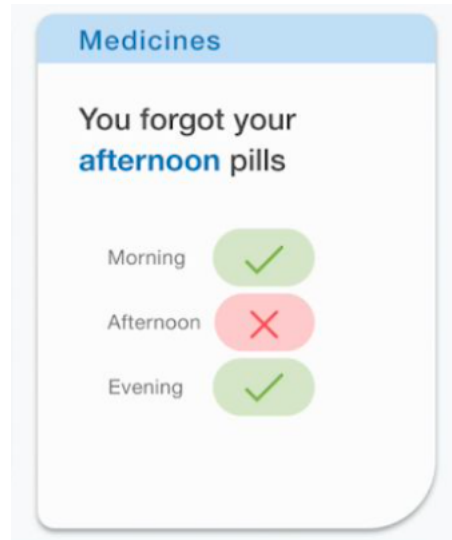 Medicines
You forgot your
afternoon pills
Morning
Afternoon
Evening